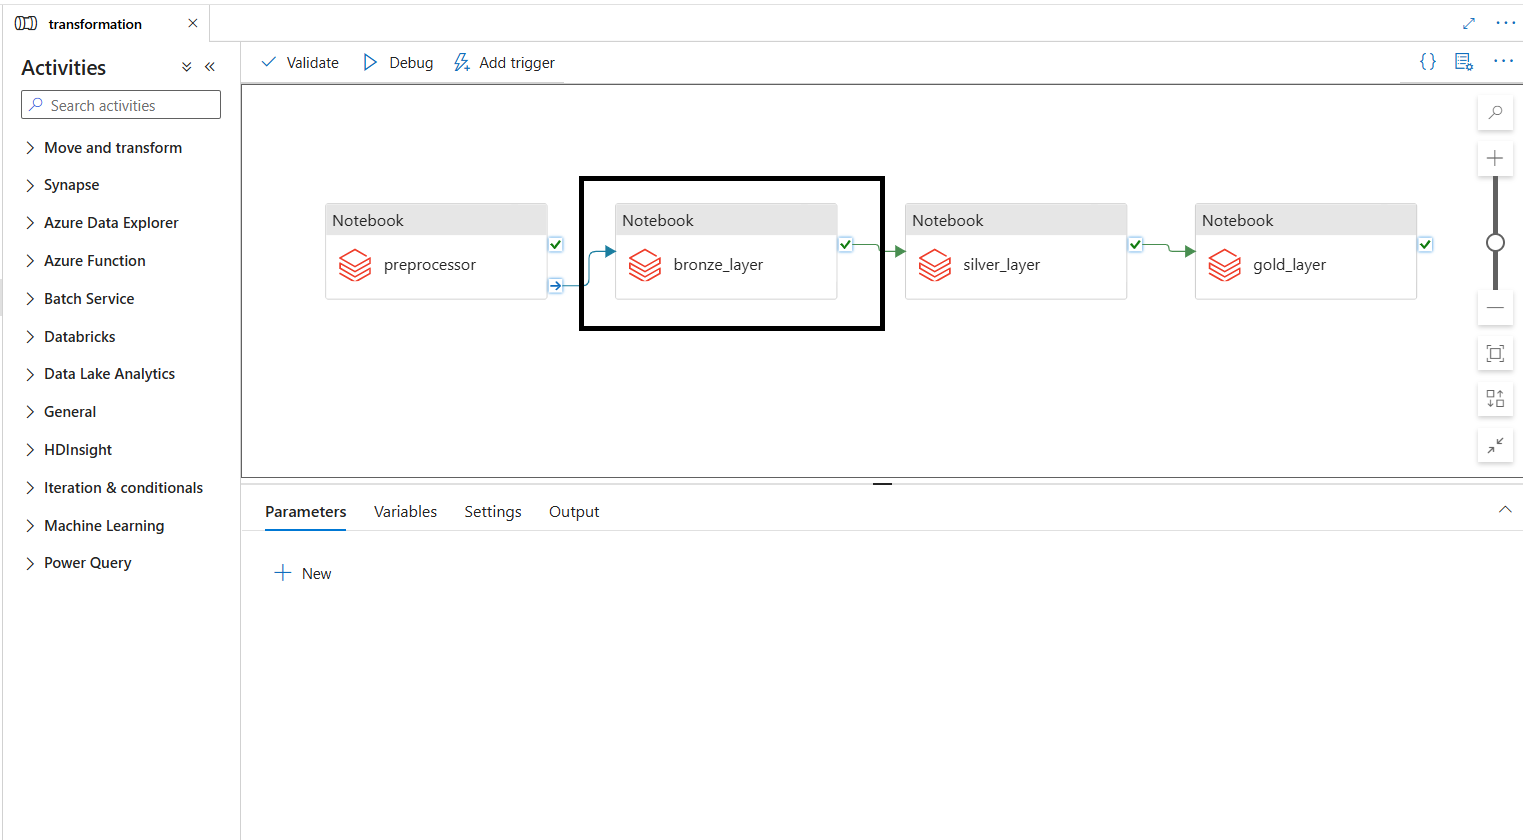 transformation
Activities
Validate
Debug
Add trigger
Search activities
Move and transform
Synapse
Azure Data Explorer
Azure Function
Batch Service
Databricks
Data Lake Analytics
General
HDInsight
Iteration & conditionals
Machine Learning
Power Query
Notebook
preprocessor
Notebook
bronze_layer
Notebook
silver_layer
Notebook
gold_layer
Parameters
Variables
Settings
Output
New